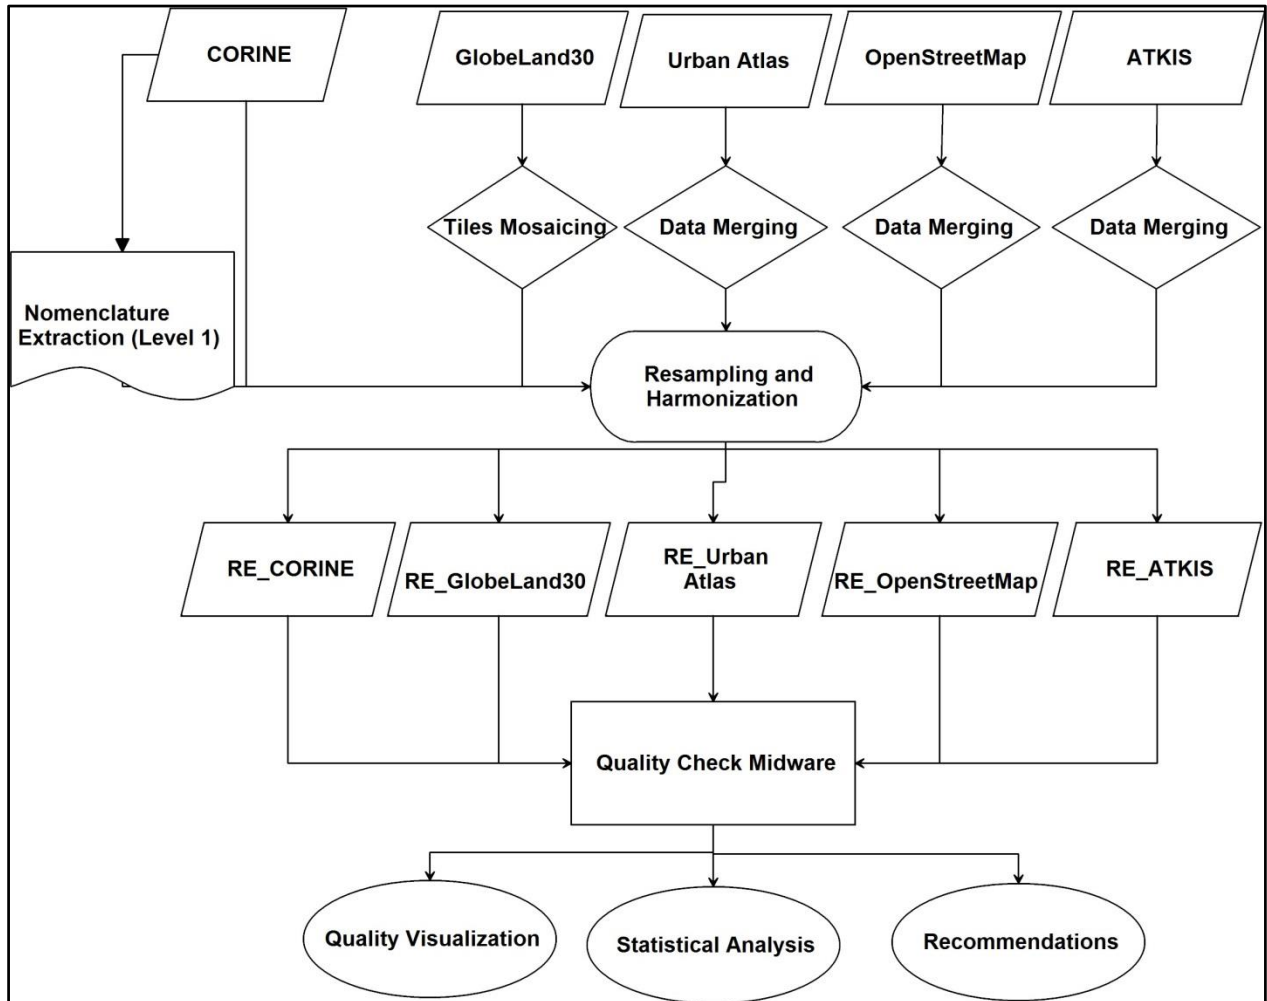 CORINE
GlobeLand30
Urban Atlas
OpenStreetMap
ATKIS
Tiles Mosaicing
Data Merging
Data Merging
Data Merging
Nomenclature
Extraction (Level 1)
Resampling and
Harmonization
RE_CORINE
RE_GlobeLand30
RE_Urban
Atlas
RE_OpenStreetMap
RE_ATKIS
Quality Check Midware
Quality Visualization
Statistical Analysis
Recommendations